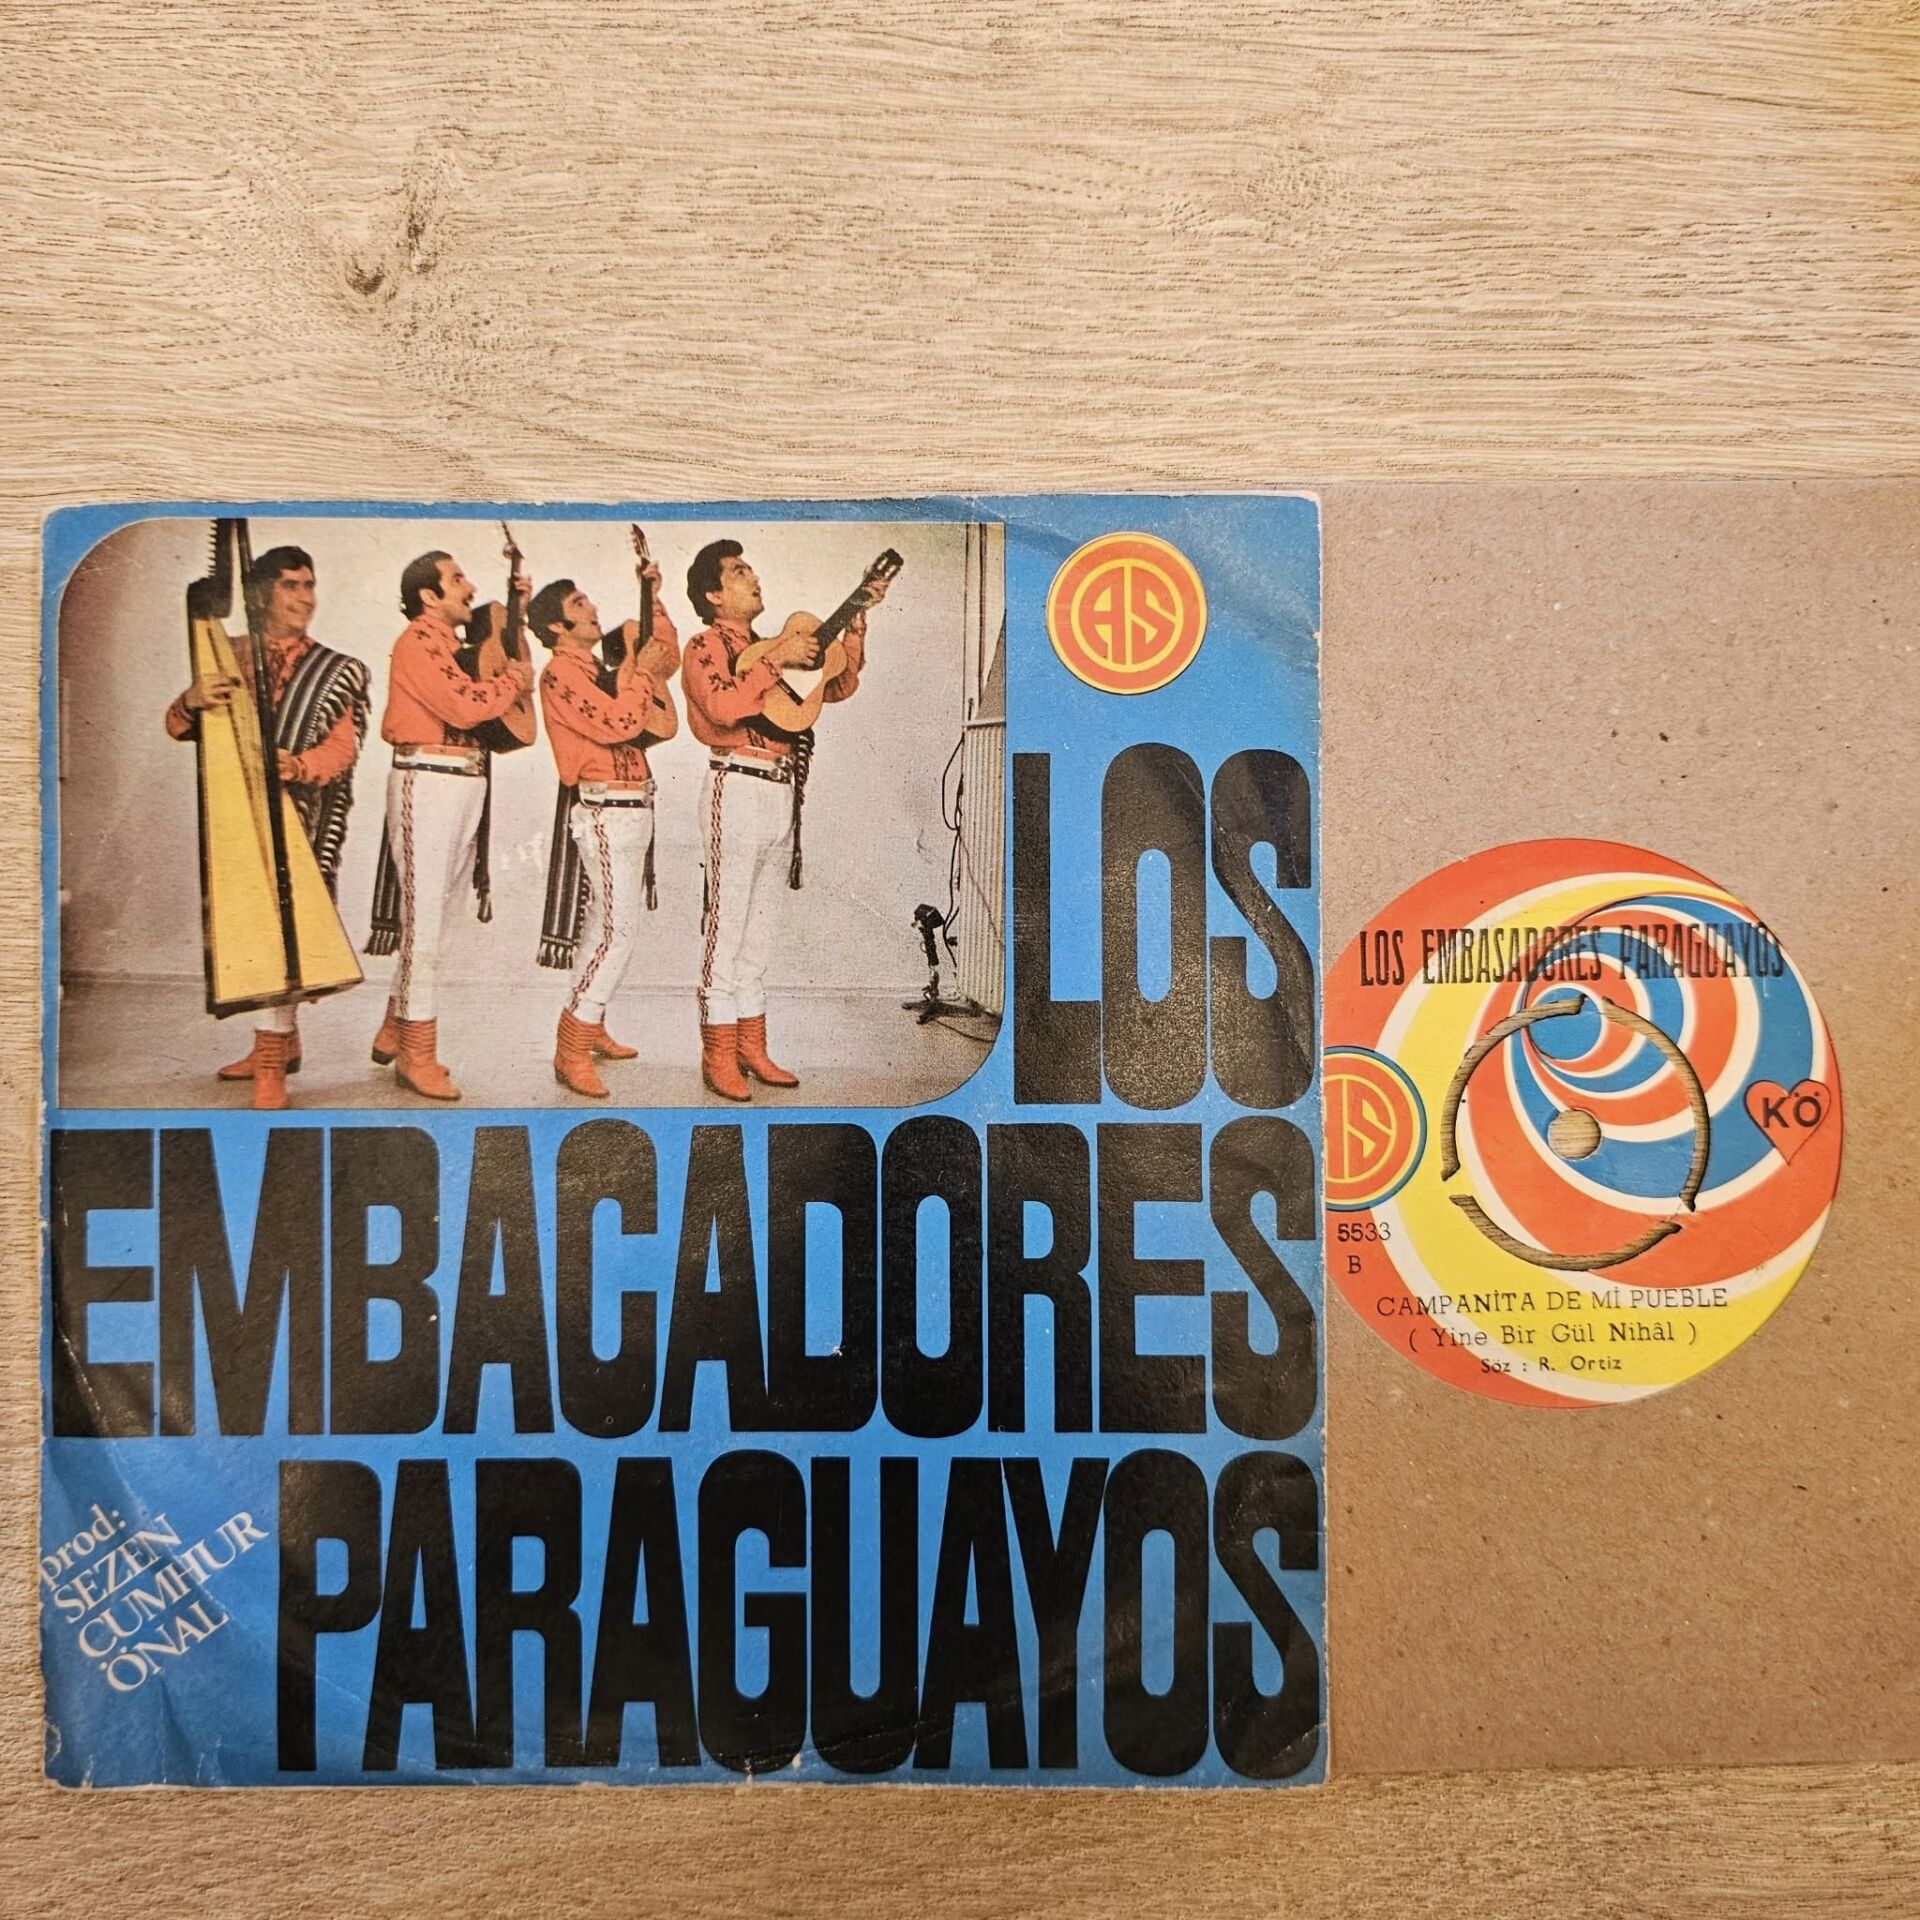 AS
LOS
EMBACADORES
PARAGUAYOS
prod:
SEZEN
CUMHUR
ÖNAL
LOS EMBASADORES PARAGUAYOS
AS
KÖ
5533
B
CAMPANİTA DE Mİ PUEBLE
( Yine Bir Gül Nihâl )
Söz : R. Ortiz